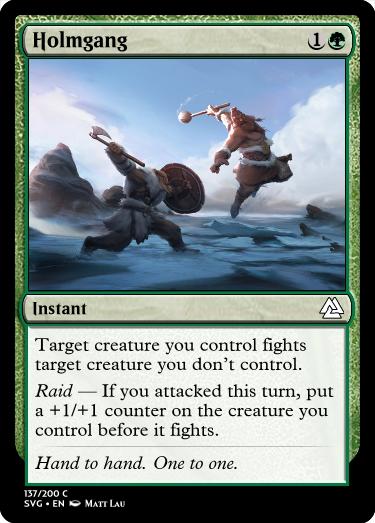 Holmgang 1
Instant
Target creature you control fights
target creature you don't control.
Raid — If you attacked this turn, put
a +1/+1 counter on the creature you
control before it fights.
Hand to hand. One to one.
137/200 C
SVG • EN Matt Lau